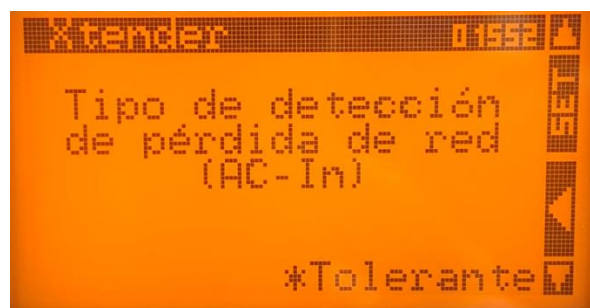 Xtender 01552
SET
Tipo de detección
de pérdida de red
(AC-In)
*Tolerante